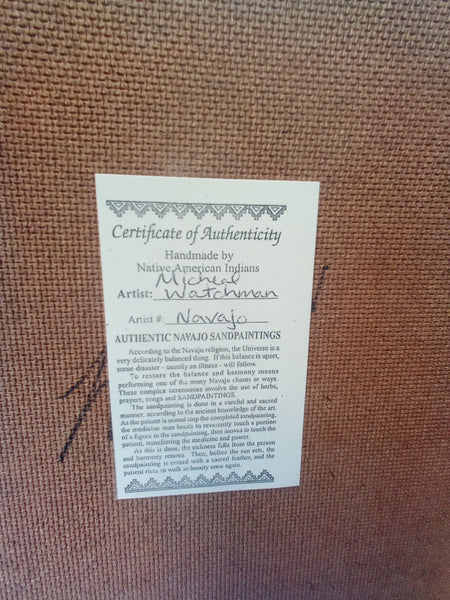 Certificate of Authenticity
Handmade by
Native American Indians
Micheal
Artist: Watchman
Artist #: Navajo
AUTHENTIC NAVAJO SANDPAINTINGS
According to the Navajo religion, the Universe is a
very delicately balanced thing. If this balance is upset,
some disaster - usually an illness - will follow.
To restore the balance and harmony means
performing one of the many Navajo chants or ways.
These complex ceremonies involve the use of herbs,
prayers, songs and SANDPAINTINGS.
The sandpainting is done in a careful and sacred
manner, according to the ancient knowledge of the art.
As the patient is seated atop the completed sandpainting,
the medicine man bends to reverently touch a portion
of a figure in the sandpainting, then moves to touch the
patient, transferring the medicine and power.
As this is done, the sickness falls from the person
and harmony returns. Then, before the sun sets, the
sandpainting is erased with a sacred feather, and the
patient rises to walk in beauty once again.